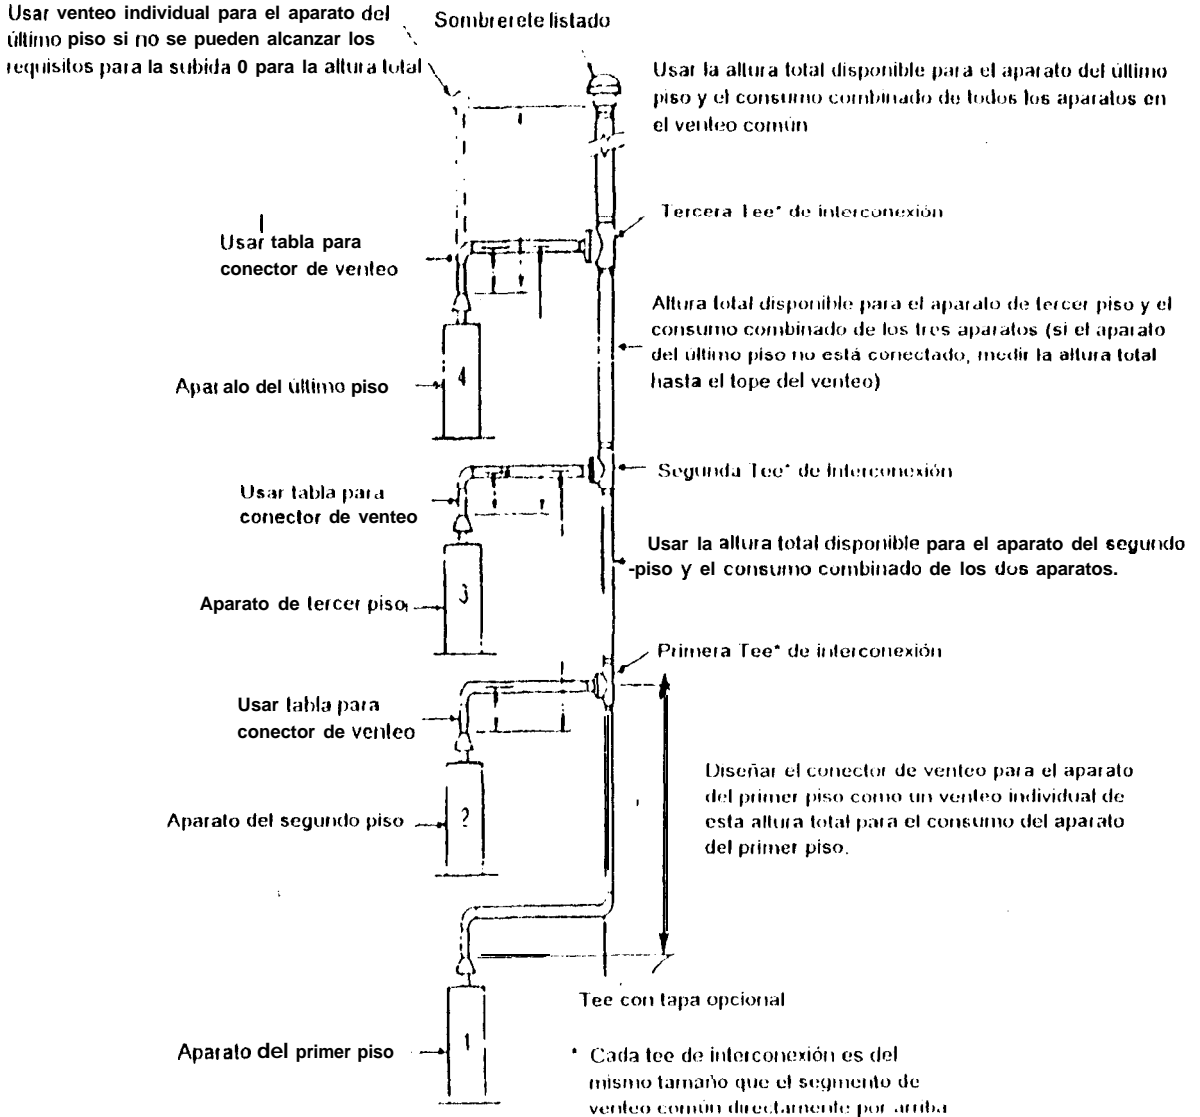 Usar venteo individual para el aparato del
último piso si no se pueden alcanzar los
requisitos para la subida 0 para la altura total
Sombrerete listado
Usar la altura total disponible para el aparato del último
piso y el consumo combinado de todos los aparatos en
el venteo común
Tercera Tee* de interconexión
Usar tabla para
conector de venteo
Altura total disponible para el aparato de tercer piso y el
consumo combinado de los tres aparatos (si el aparato
del último piso no está conectado, medir la altura total
hasta el tope del venteo)
4
Aparalo del último piso
Segunda Tee* de Interconexión
Usar tabla para
conector de venteo
Usar la altura total disponible para el aparato del segundo
-piso y el consumo combinado de los dos aparatos.
3
Aparato de tercer piso
Primera Tee* de interconexión
Usar tabla para
conector de venteo
Diseñar el conector de venteo para el aparato
del primer piso como un venteo individual de
esta altura total para el consumo del aparato
del primer piso.
2
Aparato del segundo piso
Tee con tapa opcional
1
Aparato del primer piso
* Cada tee de interconexión es del
mismo tamaño que el segmento de
venteo común directamente por arriba